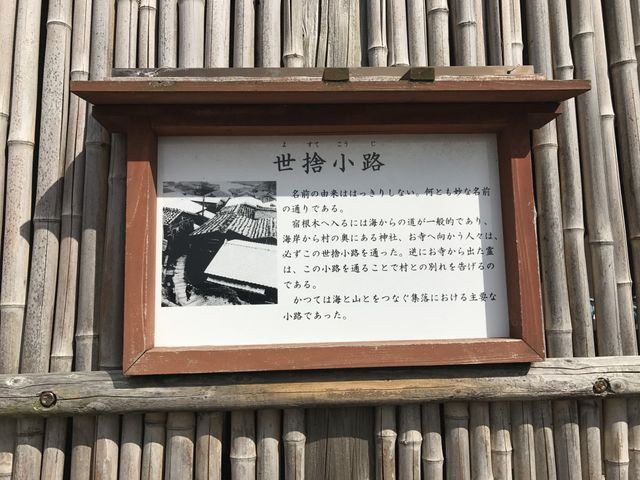 よ すて こう じ
世捨小路
名前の由来ははっきりしない。何とも妙な名前
の通りである。
宿根木へ入るには海からの道が一般的であり、
海岸から村の奥にある神社、お寺へ向かう人々は、
必ずこの世捨小路を通った。逆にお寺から出た霊
は、この小路を通ることで村との別れを告げるの
である。
かつては海と山とをつなぐ集落における主要な
小路であった。